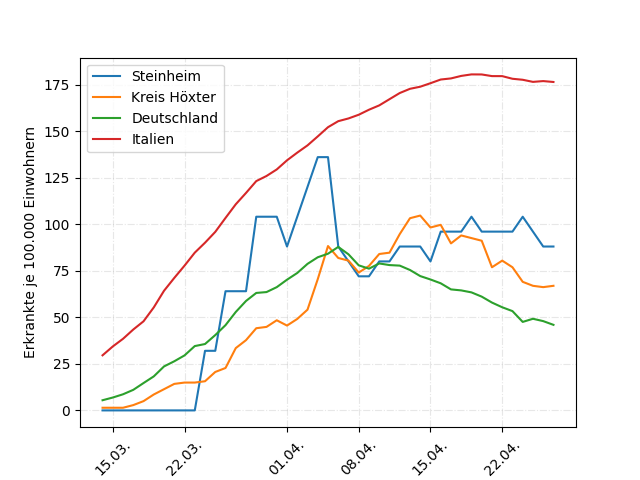 Steinheim
Kreis Höxter
Deutschland
Italien
Erkrankte je 100.000 Einwohnern
175
150
125
100
75
50
25
0
15.03.
22.03.
01.04.
08.04.
15.04.
22.04.